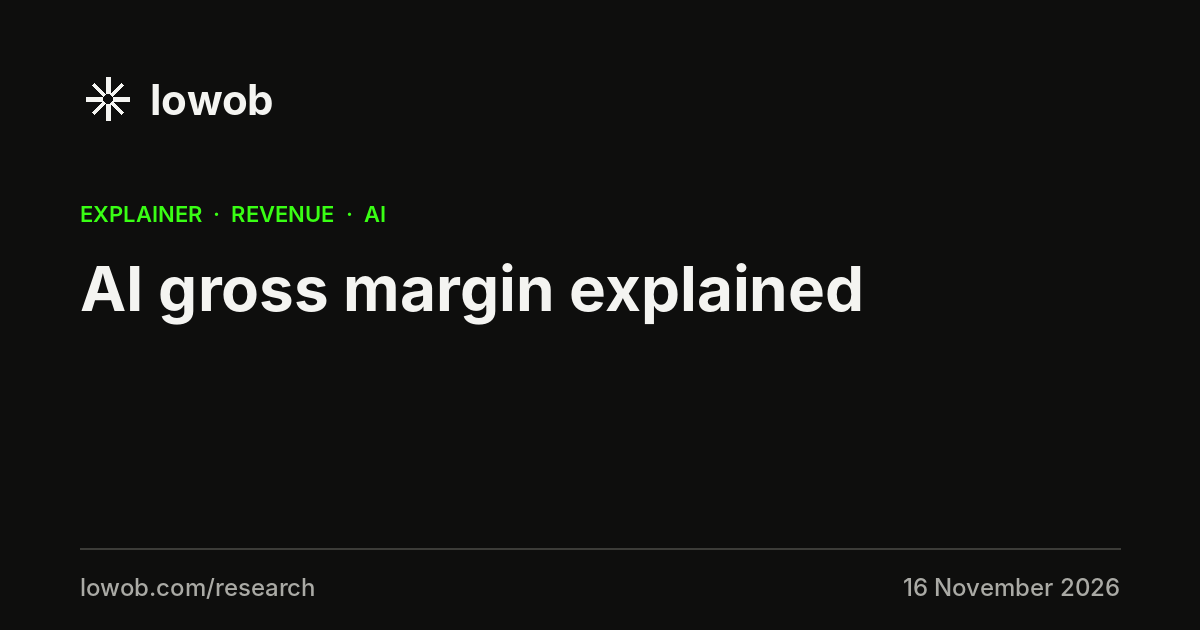 lowob
EXPLAINER · REVENUE · AI
AI gross margin explained
lowob.com/research
16 November 2026